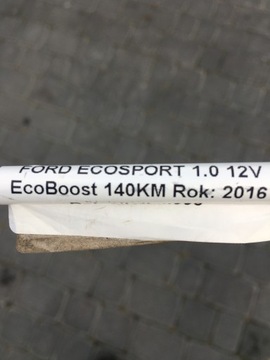 FORD ECOSPORT 1.0 12V
EcoBoost 140KM Rok: 2016